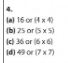 4.
(a) 16 or (4 x 4)
(b) 25 or (5 x 5)
(c) 36 or (6 x 6)
(d) 49 or (7 x 7)